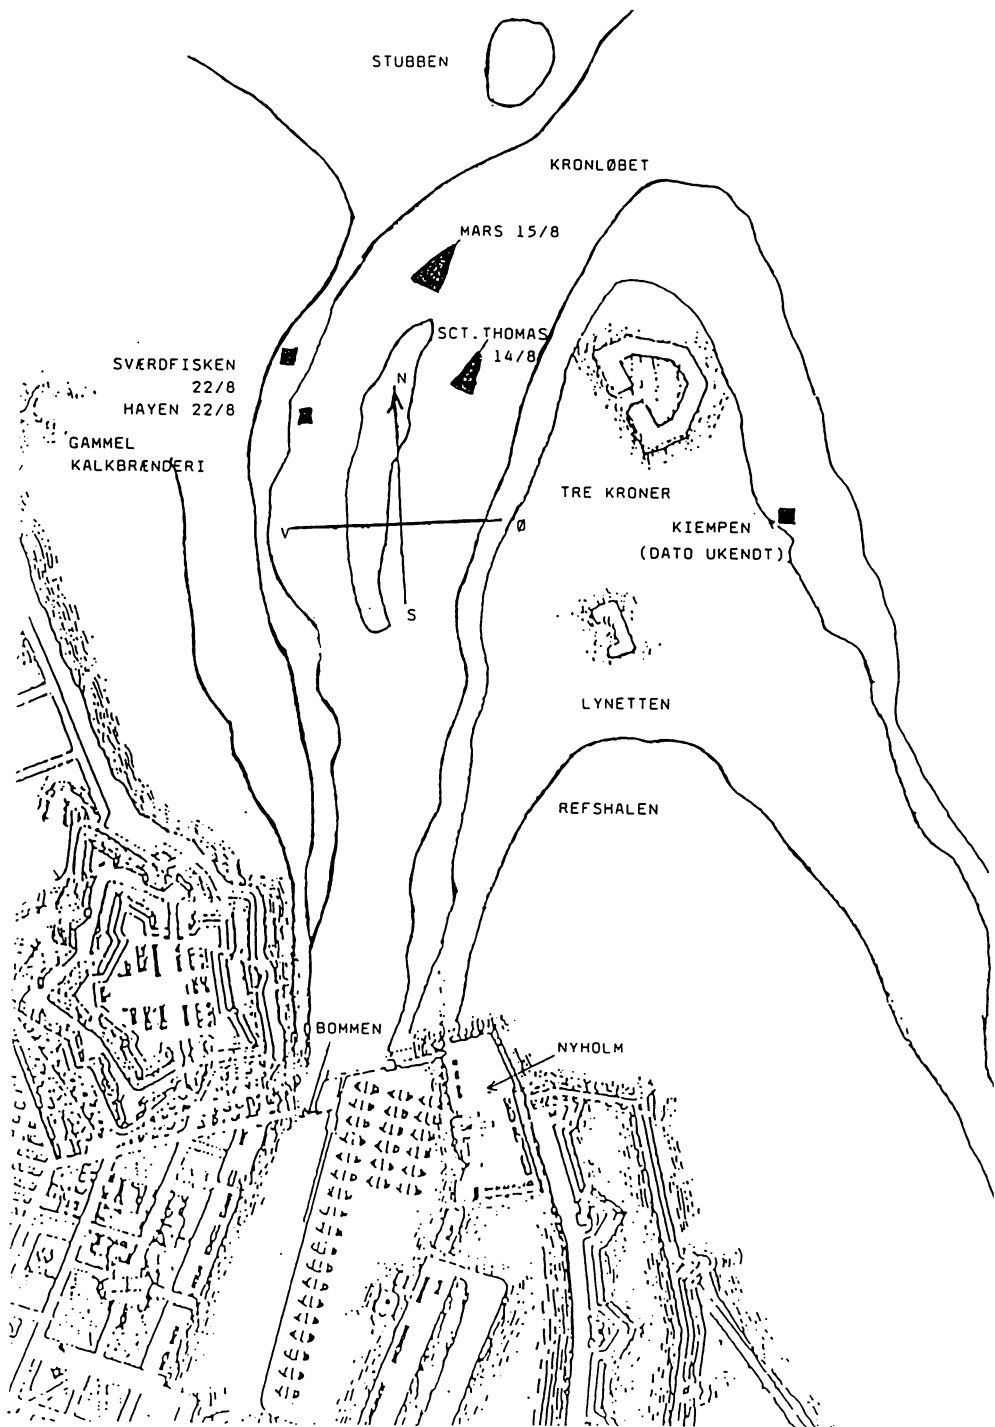 STUBBEN
KRONLØBET
MARS 15/8
SCT. THOMAS
14/8
SVÆRDFISKEN
22/8
HAYEN 22/8
N
GAMMEL
KALKBRÆNDERI
TRE KRONER
V
Ø
KIEMPEN
(DATO UKENDT)
S
LYNETTEN
REFSHALEN
BOMMEN
NYHOLM